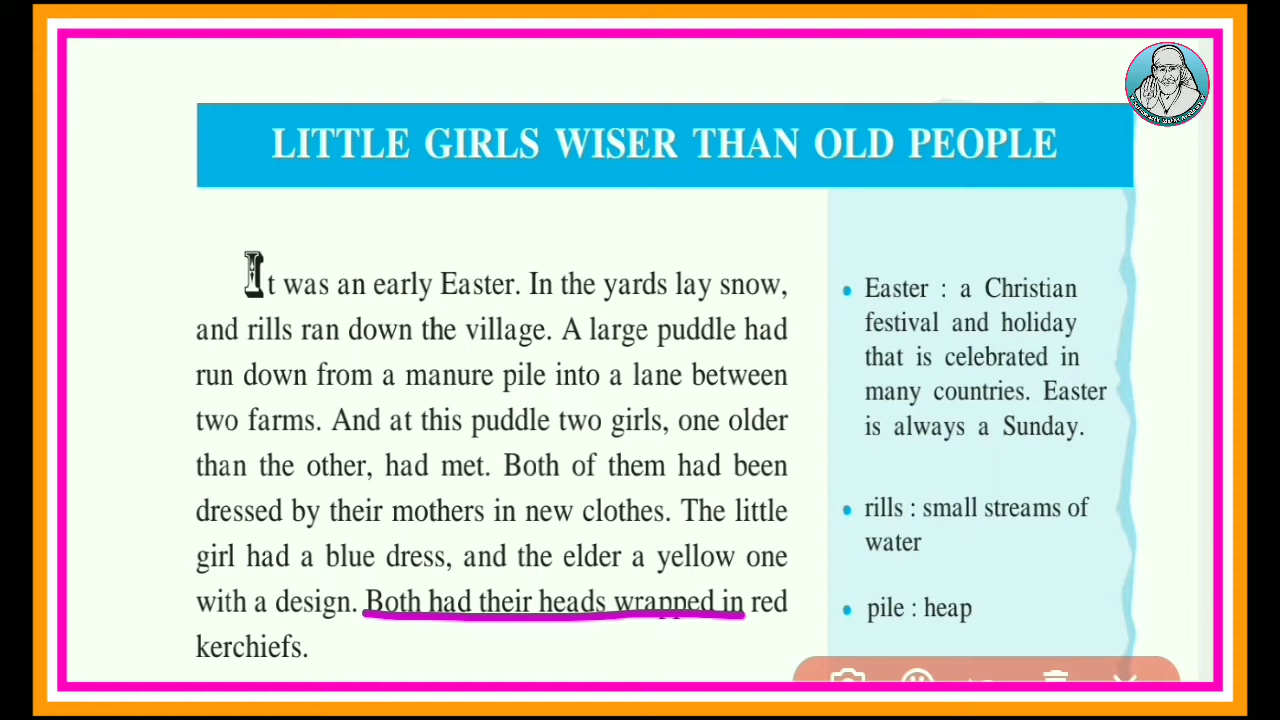 LITTLE GIRLS WISER THAN OLD PEOPLE
It was an early Easter. In the yards lay snow,
and rills ran down the village. A large puddle had
run down from a manure pile into a lane between
two farms. And at this puddle two girls, one older
than the other, had met. Both of them had been
dressed by their mothers in new clothes. The little
girl had a blue dress, and the elder a yellow one
with a design. Both had their heads wrapped in red
kerchiefs.
• Easter : a Christian
festival and holiday
that is celebrated in
many countries. Easter
is always a Sunday.
• rills : small streams of
water
• pile : heap